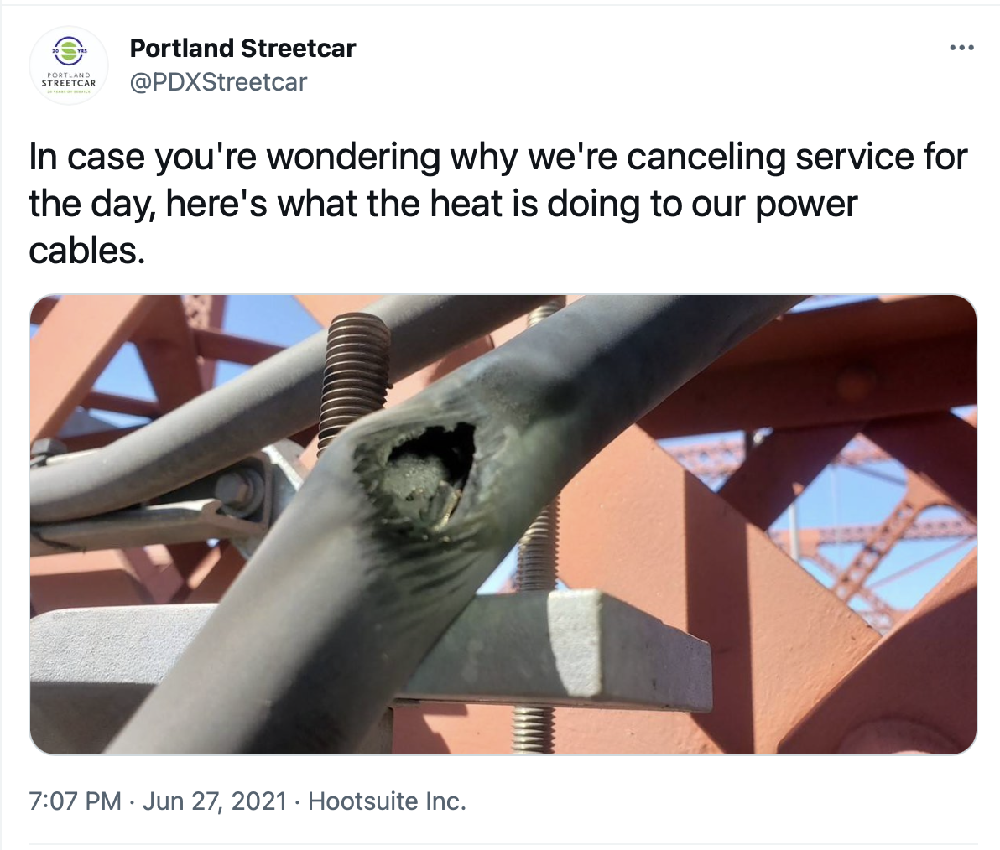 Portland Streetcar
@PDXStreetcar
20 YRS
PORTLAND
STREETCAR
20 YEARS OF SERVICE
In case you're wondering why we're canceling service for
the day, here's what the heat is doing to our power
cables.
7:07 PM · Jun 27, 2021 · Hootsuite Inc.